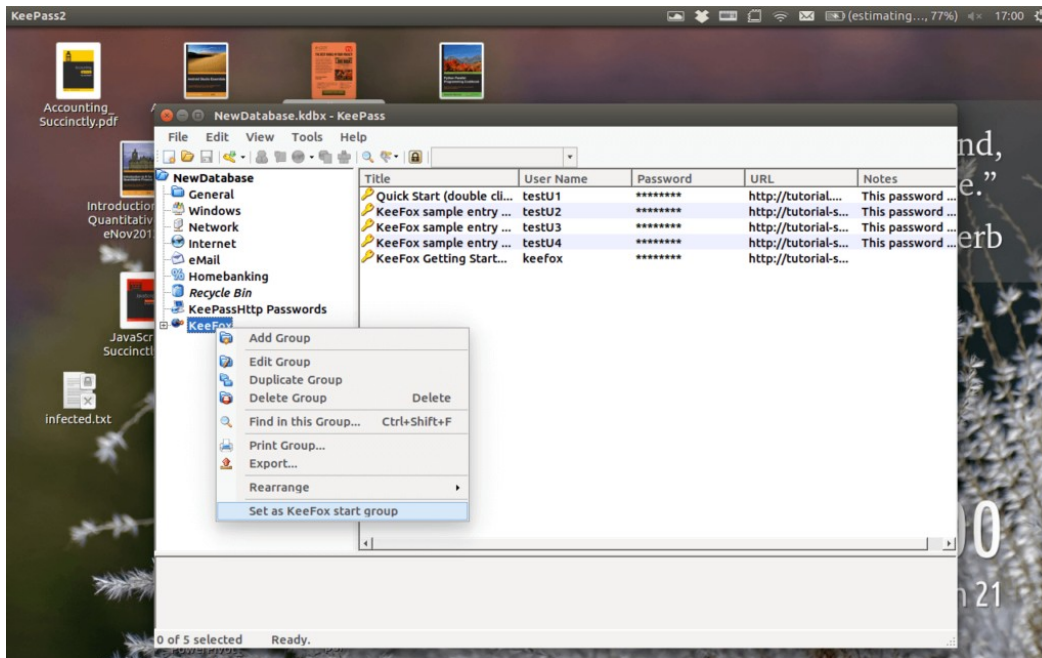 KeePass2
(estimating..., 77%) 17:00
Accounting_
Succinctly.pdf
NewDatabase.kdbx - KeePass
File Edit View Tools Help
NewDatabase
General
Windows
Network
Internet
eMail
Homebanking
Recycle Bin
KeePassHttp Passwords
KeeFox
Title User Name Password URL Notes
Quick Start (double cli... testU1 ******** http://tutorial.... This password ...
KeeFox sample entry ... testU2 ******** http://tutorial-s... This password ...
KeeFox sample entry ... testU3 ******** http://tutorial-s... This password ...
KeeFox sample entry ... testU4 ******** http://tutorial-s... This password ...
KeeFox Getting Start... keefox ******** http://tutorial-s...
Add Group
Edit Group
Duplicate Group
Delete Group Delete
Find in this Group... Ctrl+Shift+F
Print Group...
Export...
Rearrange
Set as KeeFox start group
0 of 5 selected Ready.
Introduction
Quantitativ
eNov201
JavaScr
Succinctl
infected.txt
nd,
e.”
erb
00
21